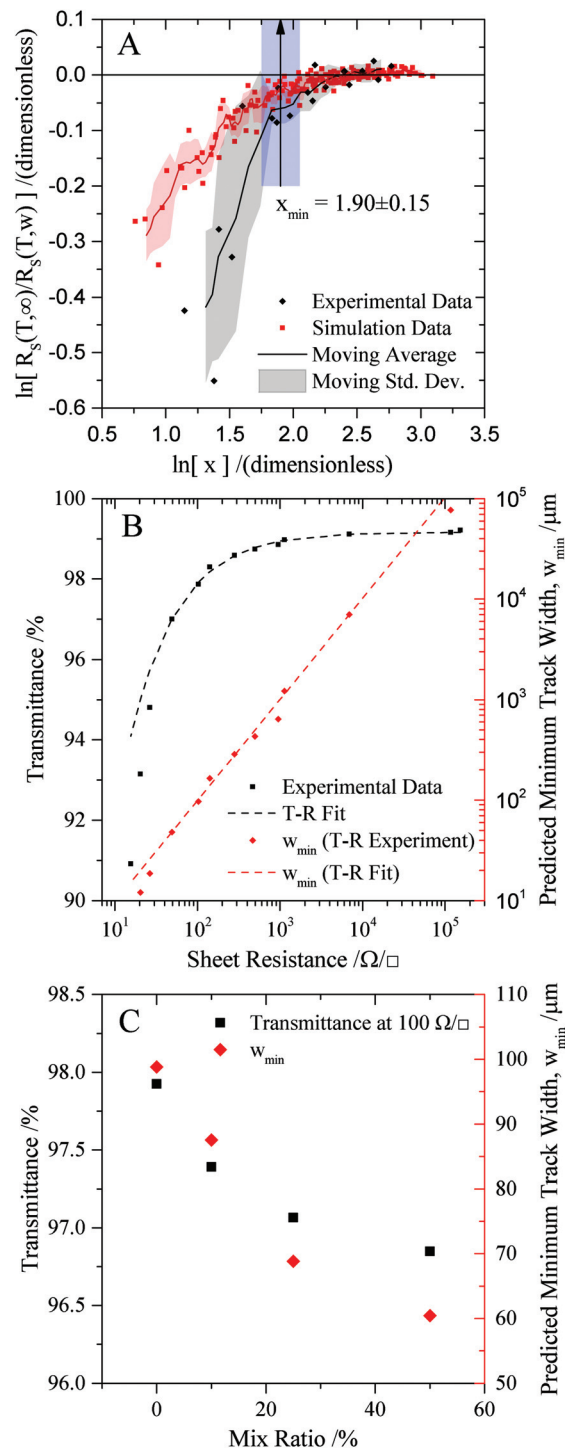 A
0.1
0.0
-0.1
-0.2
-0.3
-0.4
-0.5
-0.6
ln[ R_S(T,∞)/R_S(T,w) ] /(dimensionless)
x_min = 1.90±0.15
Experimental Data
Simulation Data
Moving Average
Moving Std. Dev.
0.5 1.0 1.5 2.0 2.5 3.0 3.5
ln[ x ] /(dimensionless)
B
100
98
96
94
92
90
Transmittance /%
10^5
10^4
10^3
10^2
10^1
Predicted Minimum Track Width, w_min /μm
Experimental Data
T-R Fit
w_min (T-R Experiment)
w_min (T-R Fit)
10^1 10^2 10^3 10^4 10^5
Sheet Resistance /Ω/□
C
98.5
98.0
97.5
97.0
96.5
96.0
Transmittance /%
110
100
90
80
70
60
50
Predicted Minimum Track Width, w_min /μm
Transmittance at 100 Ω/□
w_min
0 20 40 60
Mix Ratio /%